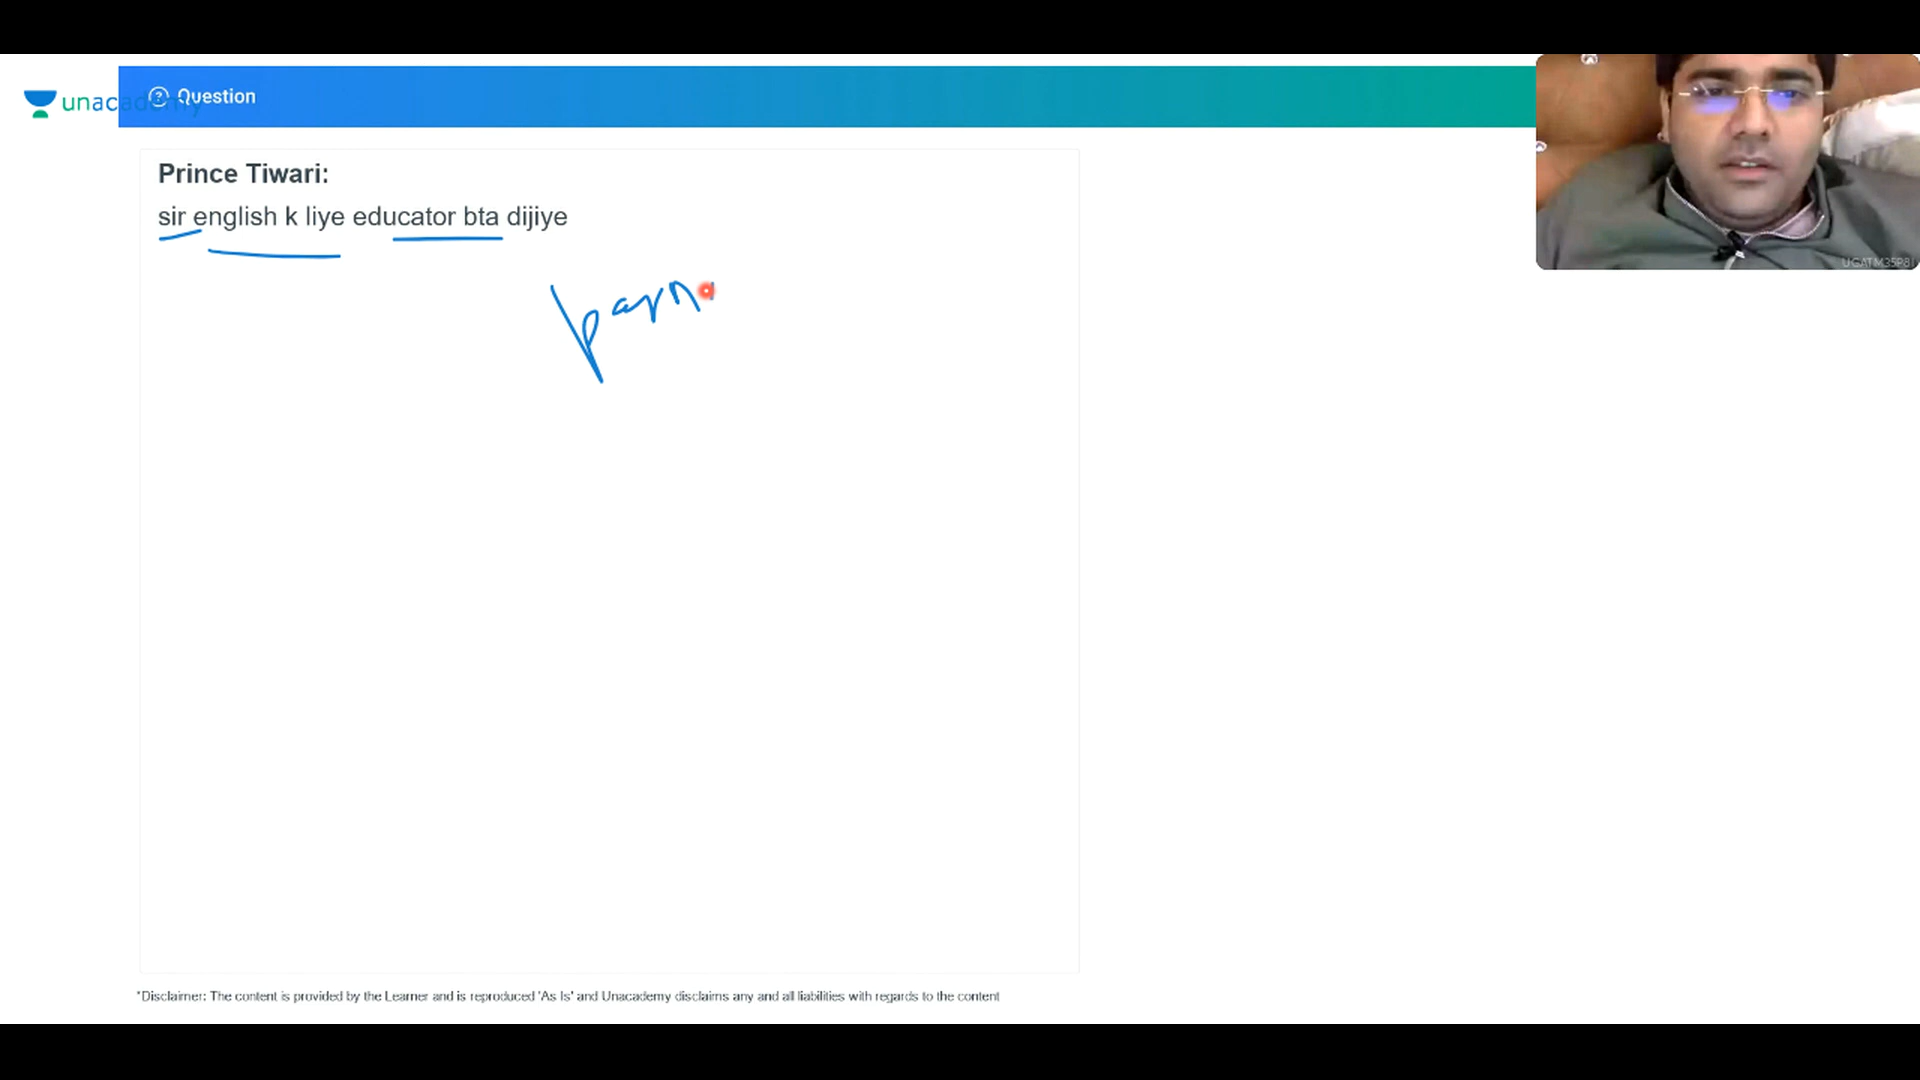 unacademy
Question
Prince Tiwari:
sir english k liye educator bta dijiye
*Disclaimer: The content is provided by the Learner and is reproduced 'As Is' and Unacademy disclaims any and all liabilities with regards to the content